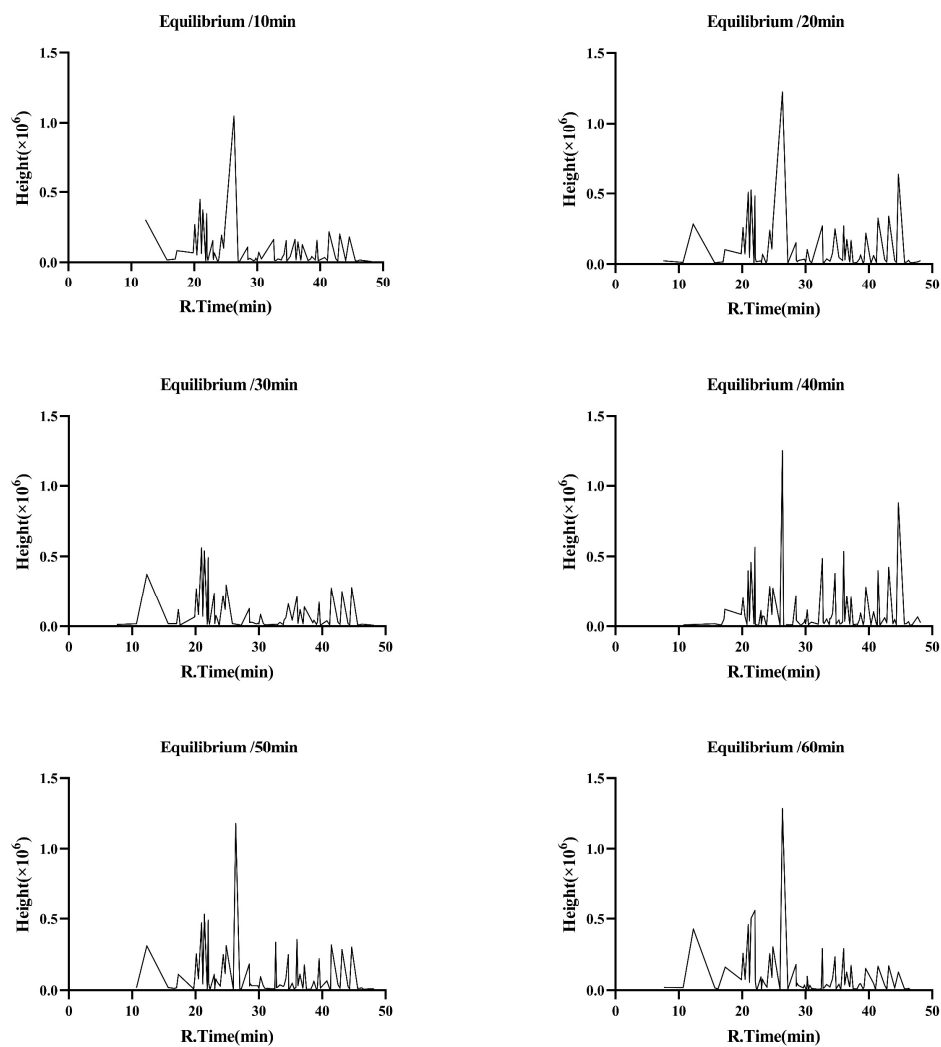 Equilibrium /10min
1.5
1.0
0.5
0.0
Height(×10⁶)
0 10 20 30 40 50
R.Time(min)
Equilibrium /20min
1.5
1.0
0.5
0.0
Height(×10⁶)
0 10 20 30 40 50
R.Time(min)
Equilibrium /30min
1.5
1.0
0.5
0.0
Height(×10⁶)
0 10 20 30 40 50
R.Time(min)
Equilibrium /40min
1.5
1.0
0.5
0.0
Height(×10⁶)
0 10 20 30 40 50
R.Time(min)
Equilibrium /50min
1.5
1.0
0.5
0.0
Height(×10⁶)
0 10 20 30 40 50
R.Time(min)
Equilibrium /60min
1.5
1.0
0.5
0.0
Height(×10⁶)
0 10 20 30 40 50
R.Time(min)